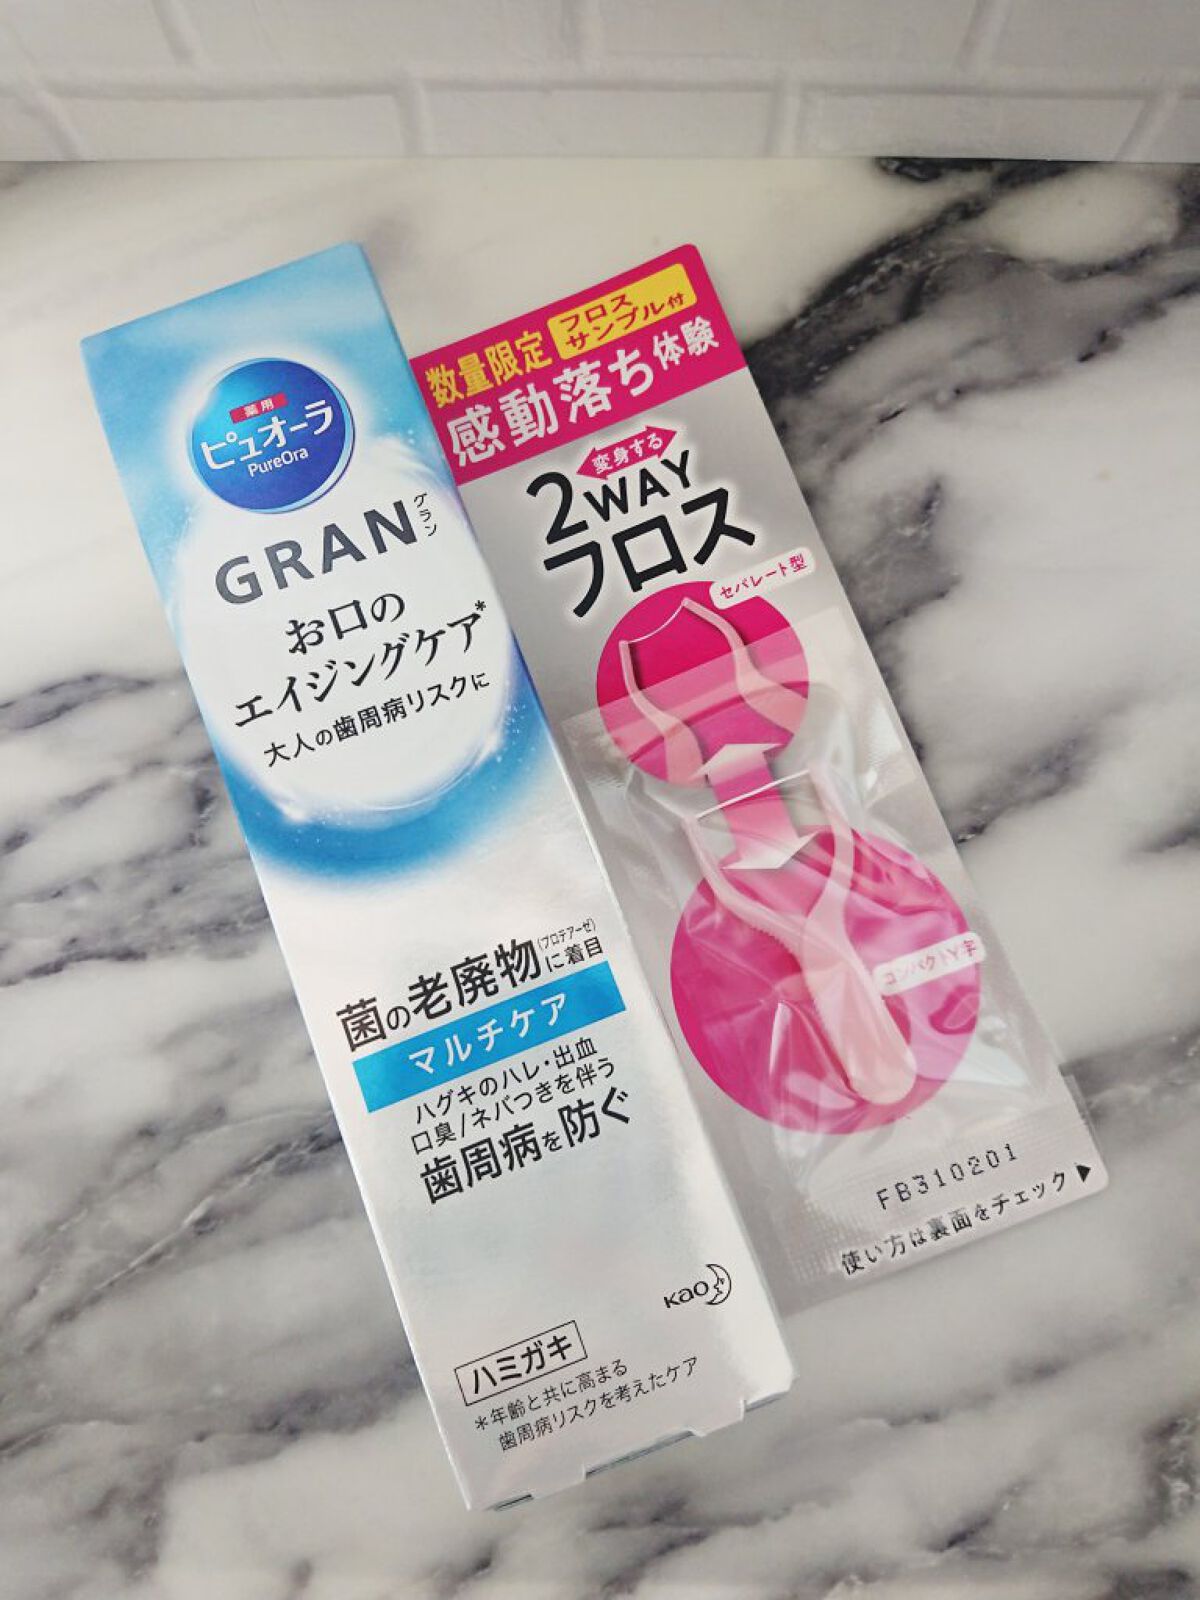 薬用
ピュオーラ
PureOra
GRAN
グラン
お口の
エイジングケア*
大人の歯周病リスクに
菌の老廃物(プロテアーゼ)に着目
マルチケア
ハグキのハレ・出血
口臭/ネバつきを伴う
歯周病を防ぐ
Kao
ハミガキ
*年齢と共に高まる
歯周病リスクを考えたケア
数量限定
フロス
サンプル付
感動落ち体験
変身する
2WAY
フロス
セパレート型
コンパクトY字
FB310201
使い方は裏面をチェック▶